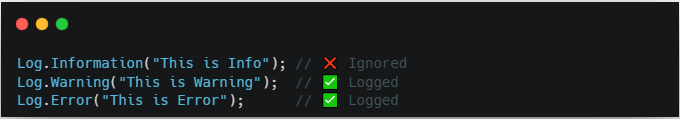 Log.Information("This is Info"); // ❌ Ignored
Log.Warning("This is Warning");  // ✅ Logged
Log.Error("This is Error");      // ✅ Logged